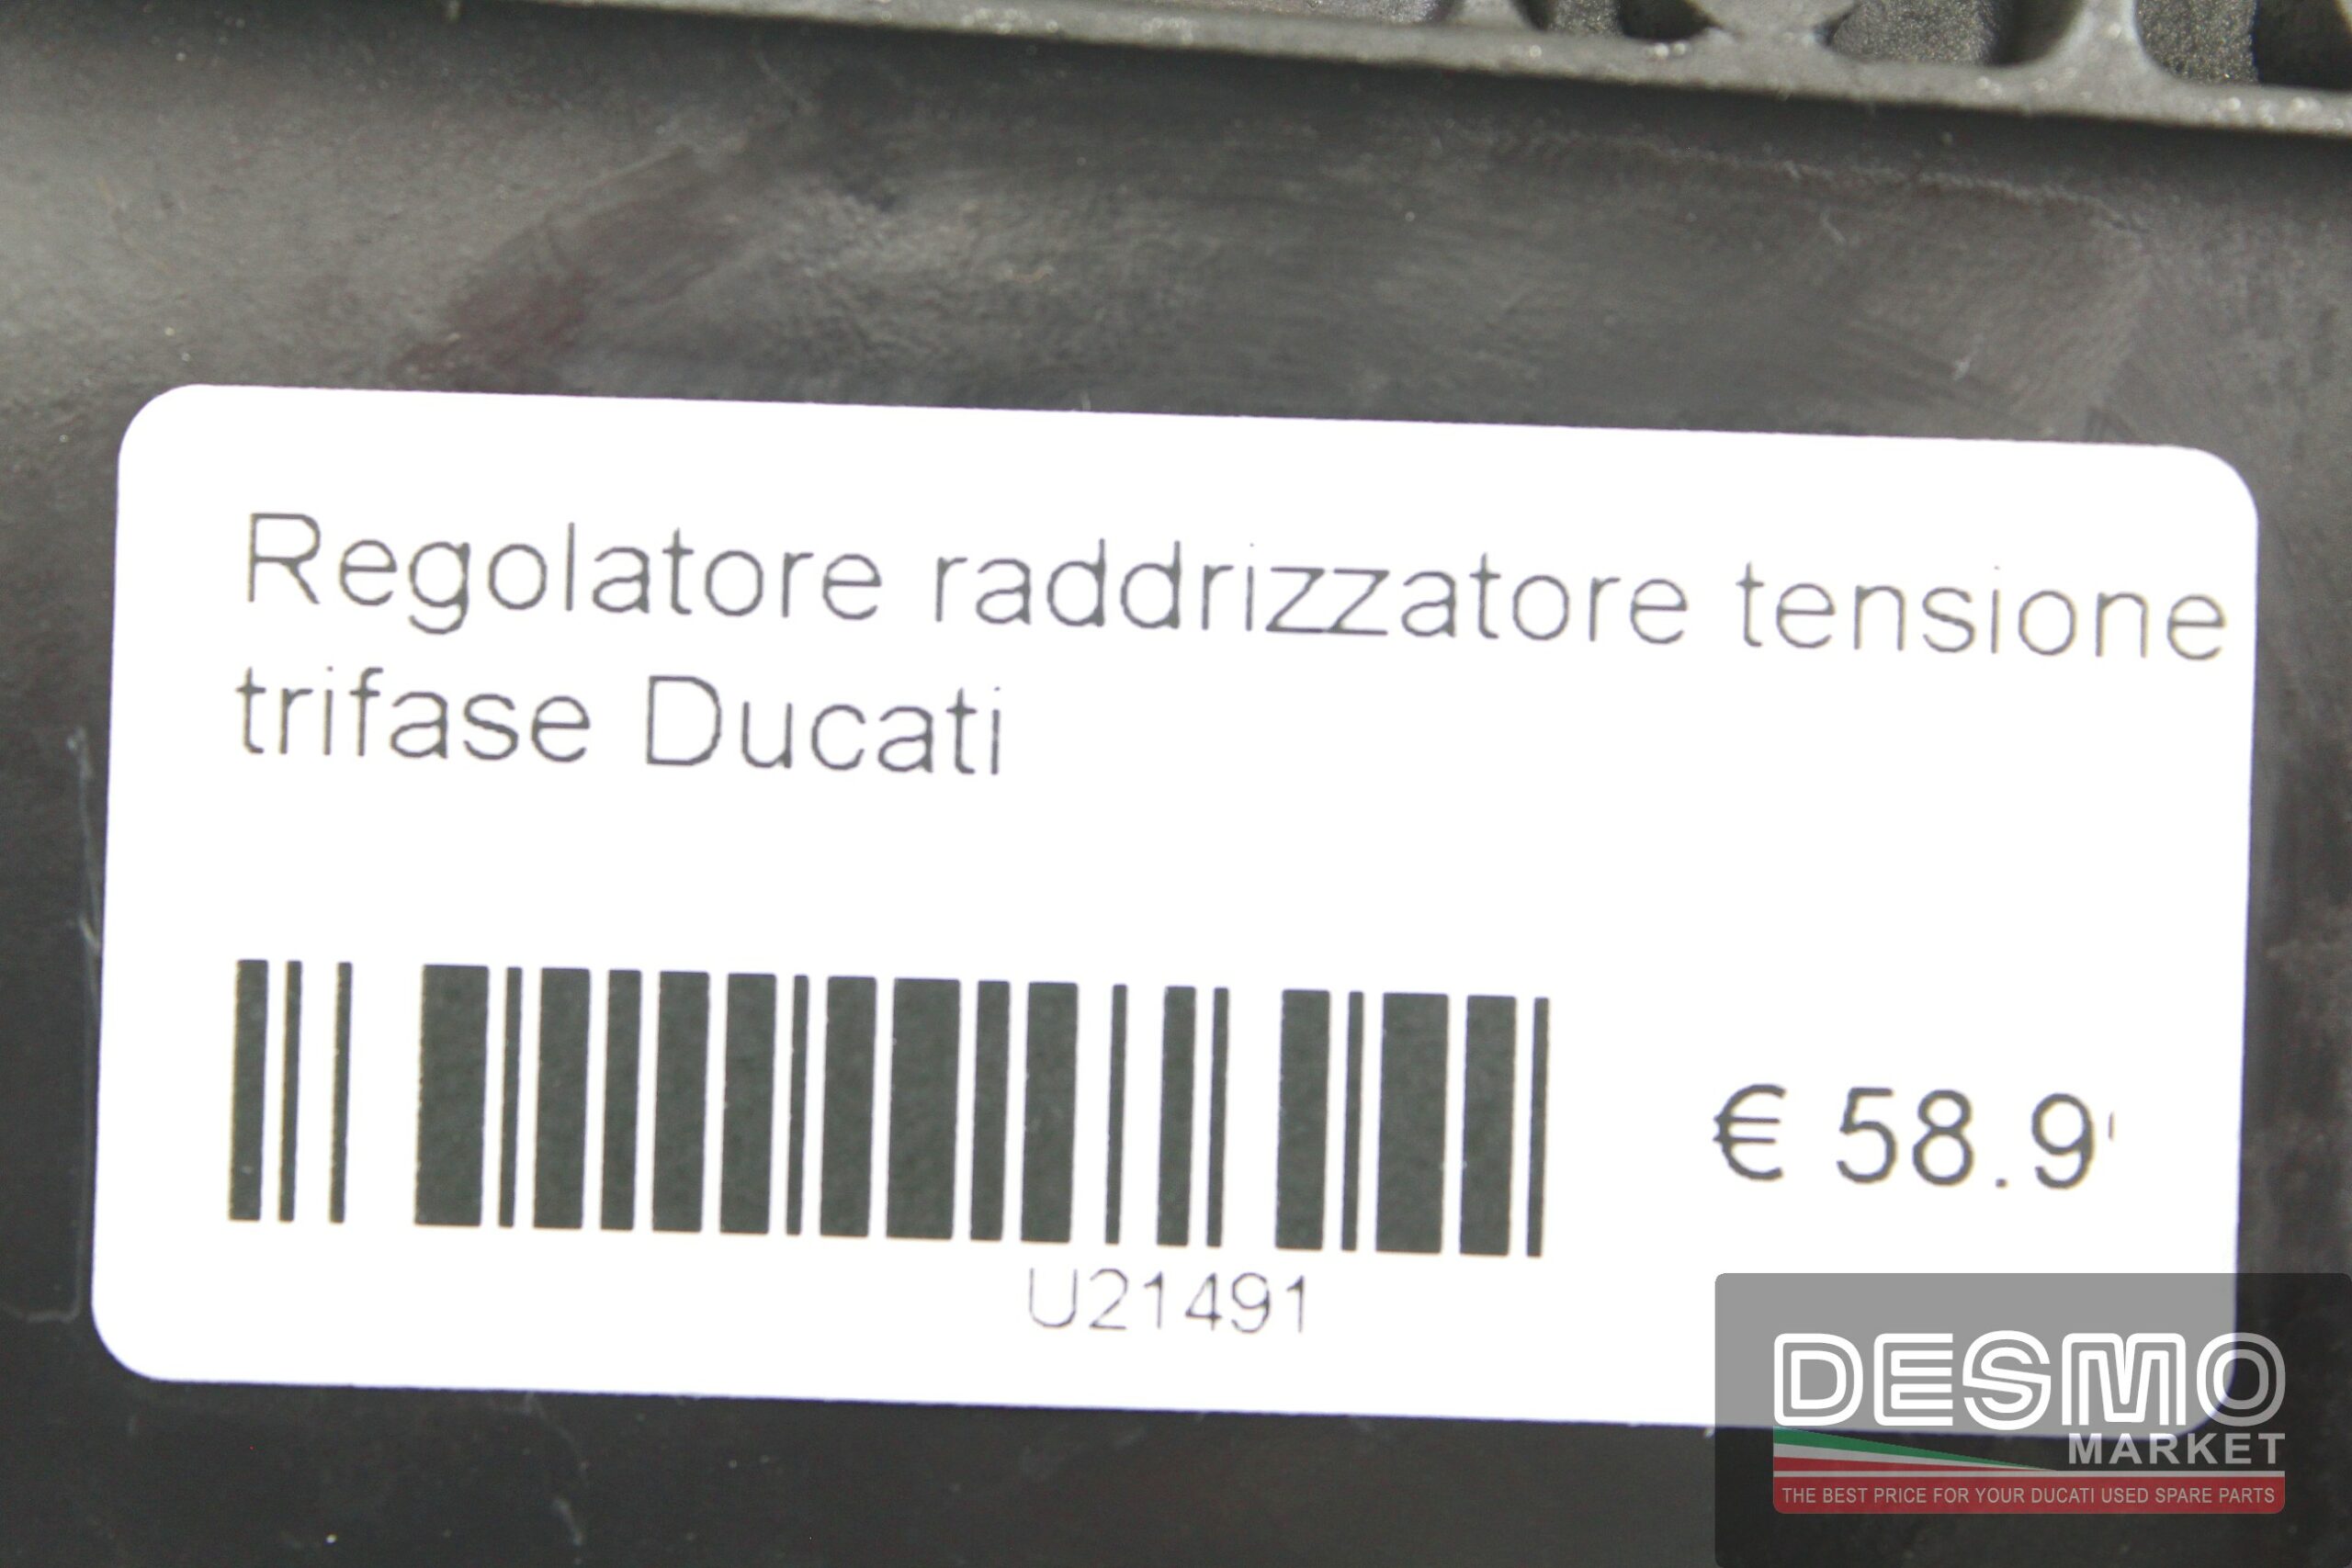 Regolatore raddrizzatore tensione
trifase Ducati
€ 58.9
U21491
DESMO
MARKET
THE BEST PRICE FOR YOUR DUCATI USED SPARE PARTS